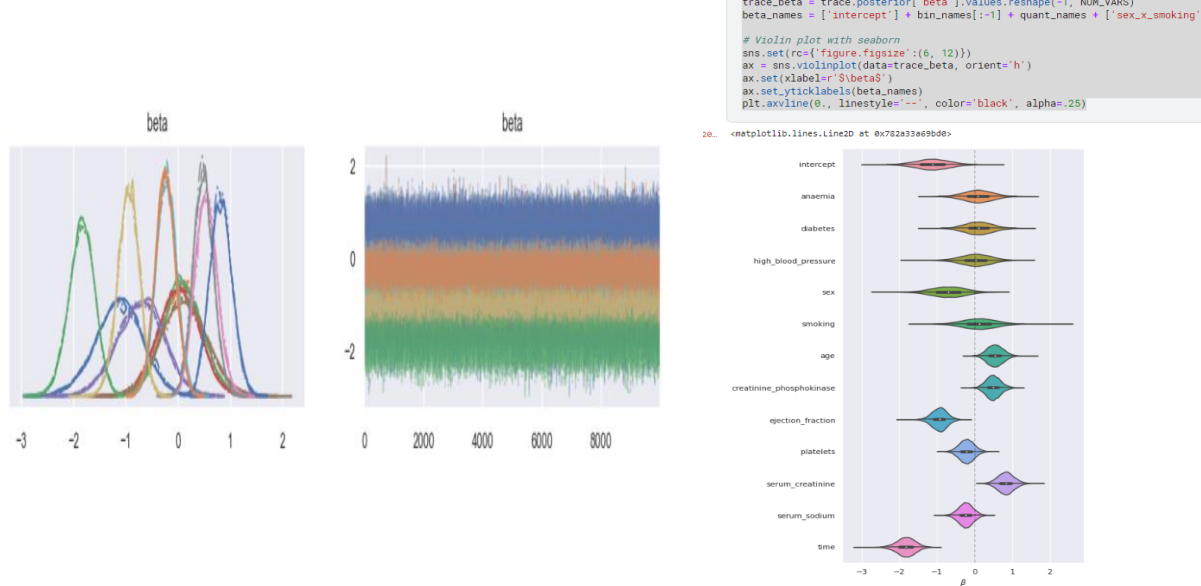 beta
-3 -2 -1 0 1 2
beta
2
0
-2
0 2000 4000 6000 8000
trace_beta = trace.posterior['beta'].values.reshape(-1, NUM_VARS)
beta_names = ['intercept'] + bin_names[:-1] + quant_names + ['sex_x_smoking'
# Violin plot with seaborn
sns.set(rc={'figure.figsize':(6, 12)})
ax = sns.violinplot(data=trace_beta, orient='h')
ax.set(xlabel=r'$\beta$')
ax.set_yticklabels(beta_names)
plt.axvline(0., linestyle='--', color='black', alpha=.25)
20… <matplotlib.lines.Line2D at 0x782a33a69bd0>
intercept
anaemia
diabetes
high_blood_pressure
sex
smoking
age
creatinine_phosphokinase
ejection_fraction
platelets
serum_creatinine
serum_sodium
time
-3 -2 -1 0 1 2
β